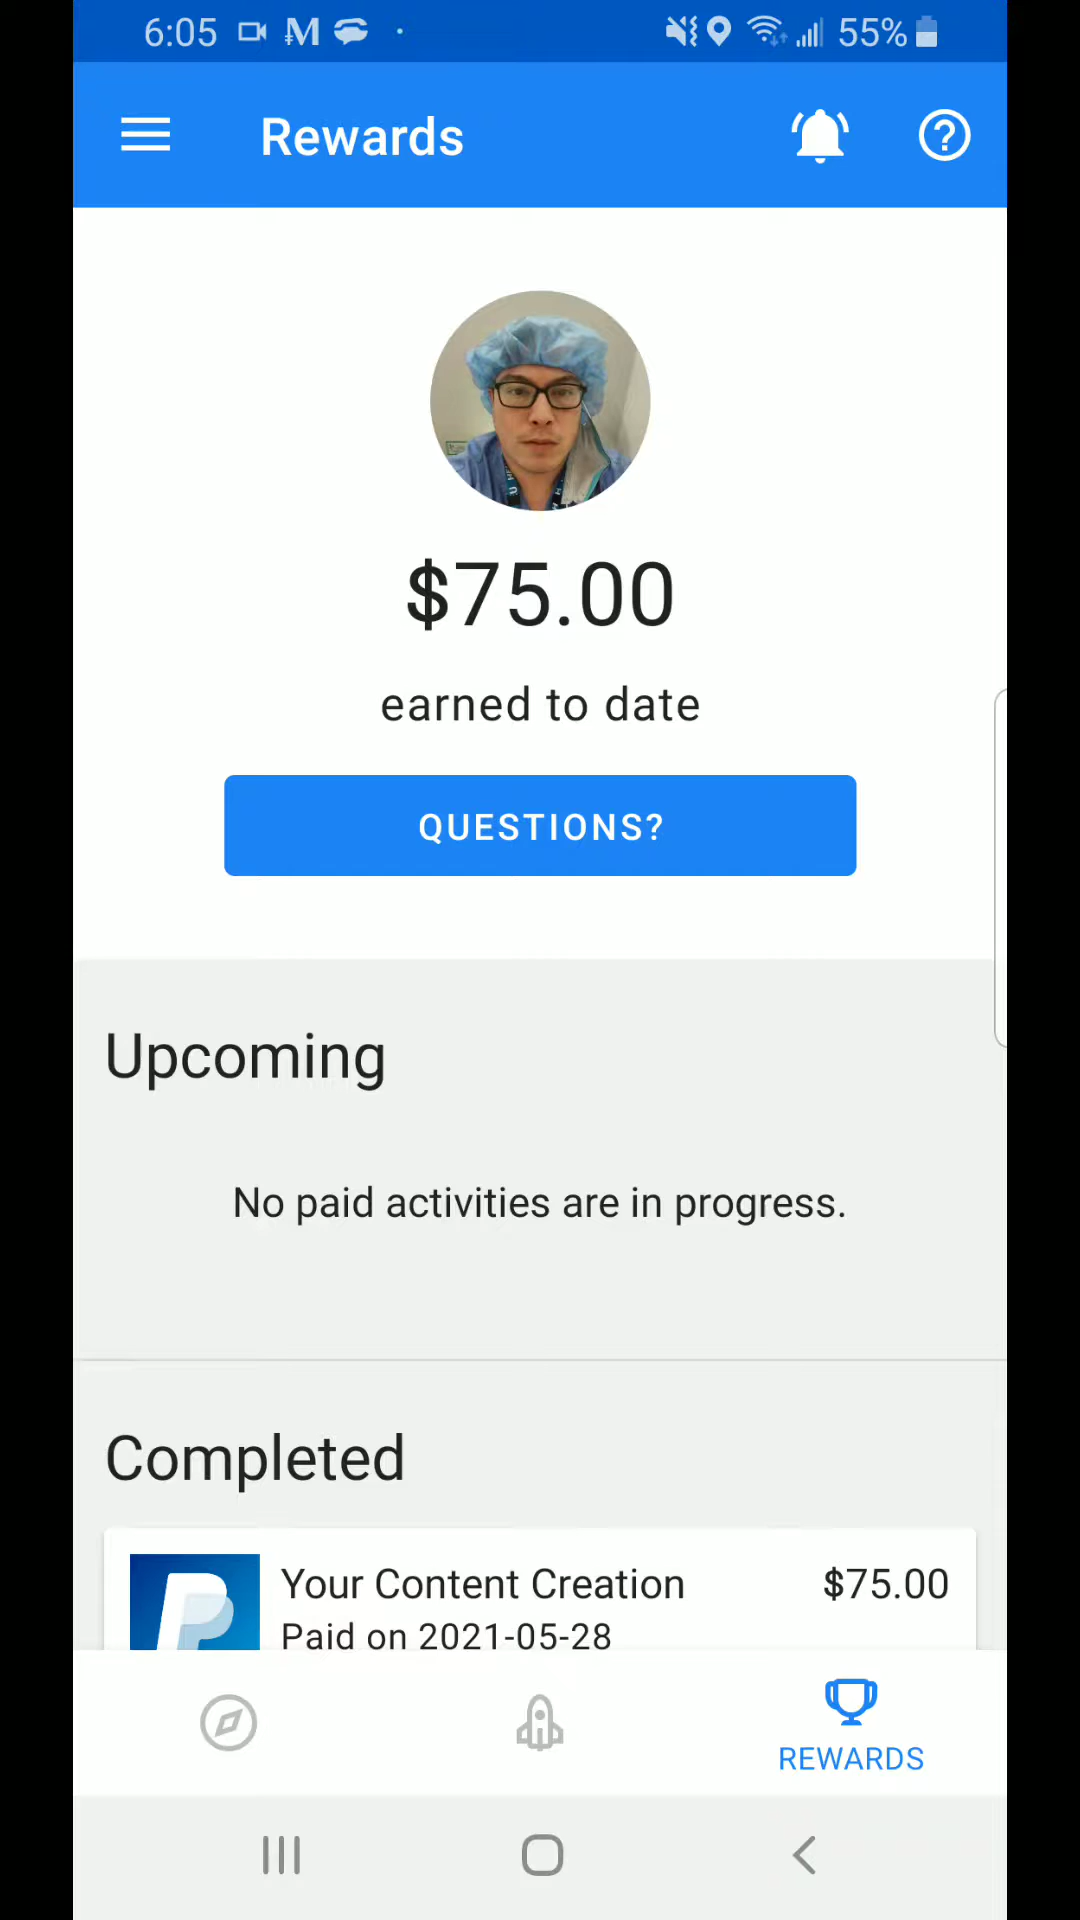 6:05 55%
Rewards
$75.00
earned to date
QUESTIONS?
Upcoming
No paid activities are in progress.
Completed
Your Content Creation $75.00
Paid on 2021-05-28
REWARDS